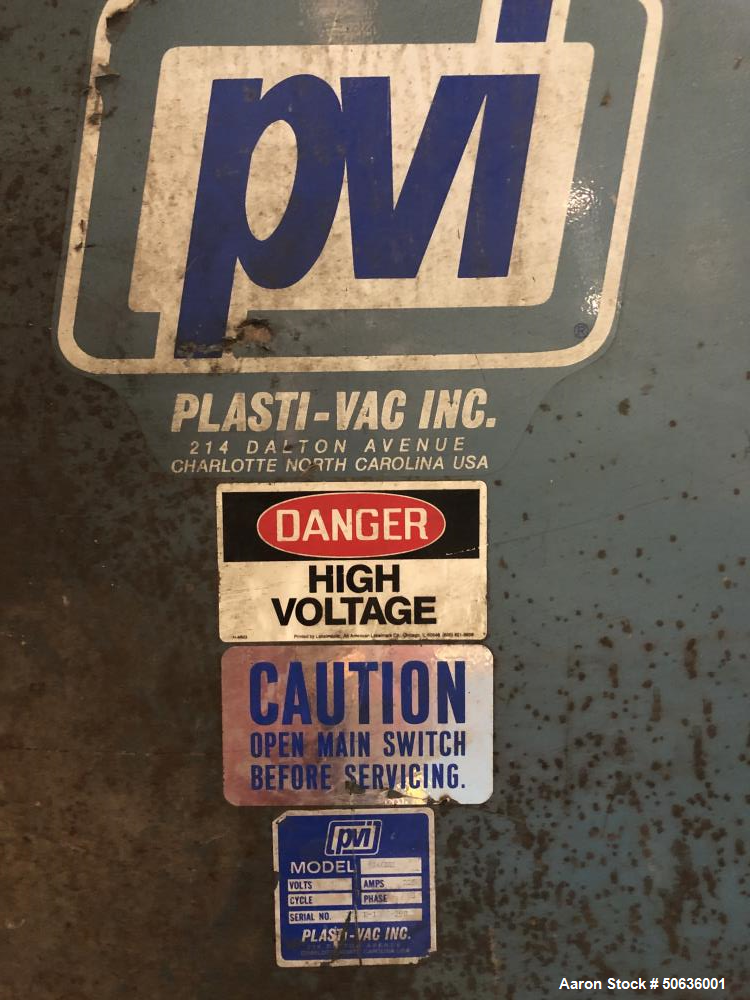 pvi
®
PLASTI-VAC INC.
214 DALTON AVENUE
CHARLOTTE NORTH CAROLINA USA
DANGER
HIGH
VOLTAGE
CAUTION
OPEN MAIN SWITCH
BEFORE SERVICING.
pvi
MODEL
VOLTS AMPS
CYCLE PHASE
SERIAL NO.
PLASTI-VAC INC.
Aaron Stock # 50636001